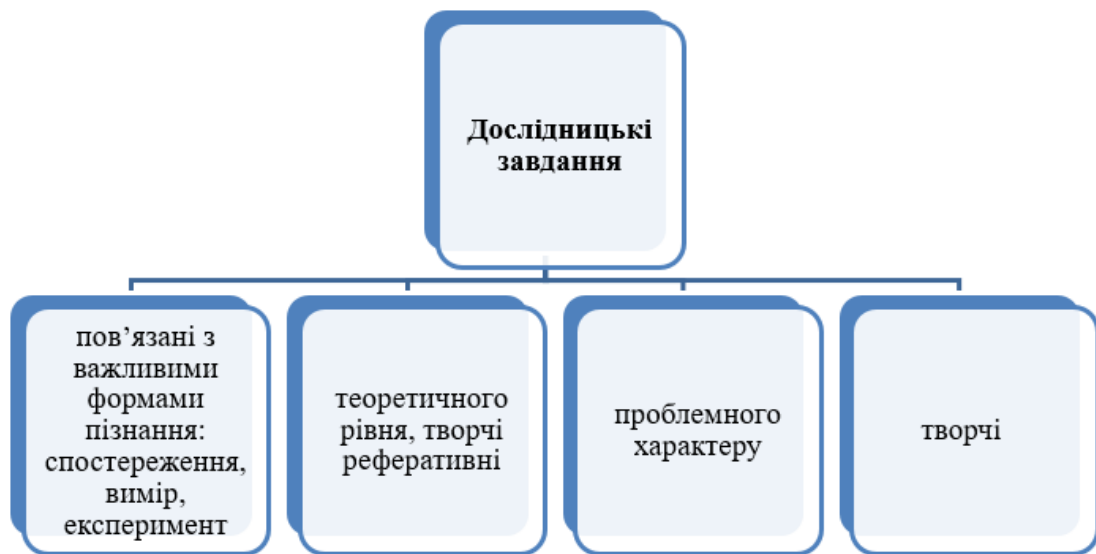 Дослідницькі
завдання
пов’язані з
важливими
формами
пізнання:
спостереження,
вимір,
експеримент
теоретичного
рівня, творчі
реферативні
проблемного
характеру
творчі